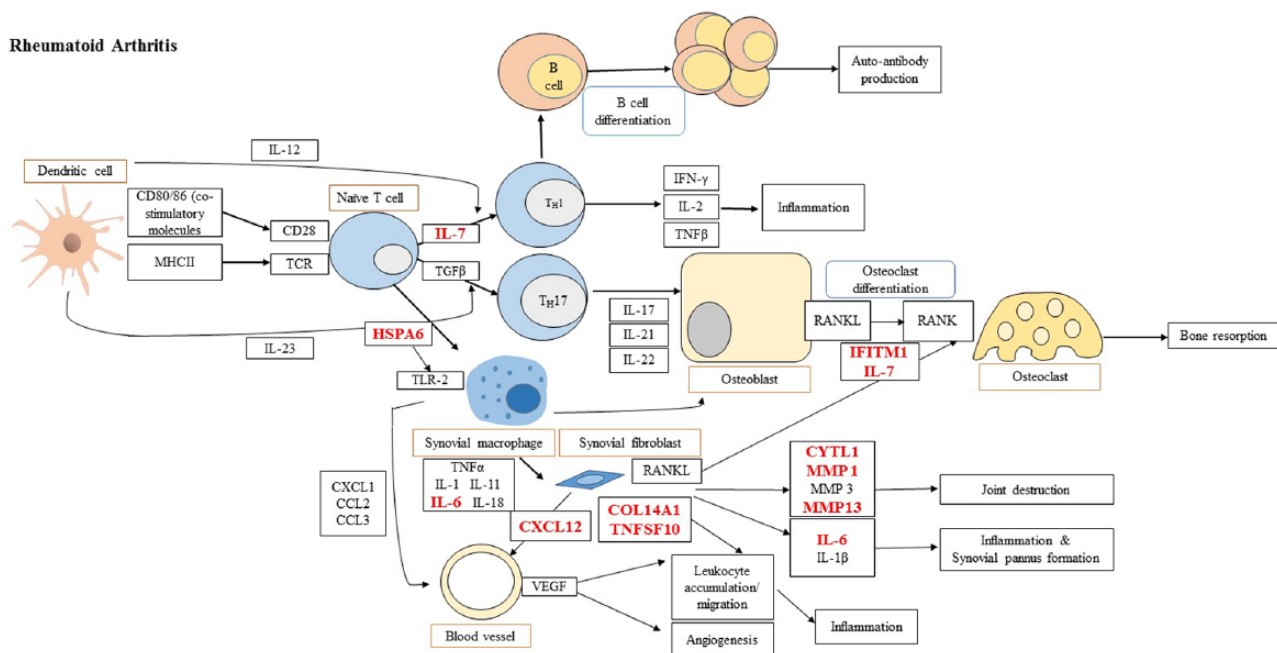 Rheumatoid Arthritis
B
cell
B cell
differentiation
Auto-antibody
production
IL-12
Dendritic cell
CD80/86 (co-
stimulatory
molecules
MHCII
CD28
TCR
Naïve T cell
IL-7
TGFβ
TH1
TH17
IFN-γ
IL-2
TNFβ
Inflammation
IL-17
IL-21
IL-22
Osteoblast
Osteoclast
differentiation
RANKL
RANK
IFITM1
IL-7
Osteoclast
Bone resorption
HSPA6
IL-23
TLR-2
Synovial macrophage
Synovial fibroblast
TNFα
IL-1 IL-11
IL-6 IL-18
RANKL
CXCL1
CCL2
CCL3
CXCL12
COL14A1
TNFSF10
CYTL1
MMP 1
MMP 3
MMP13
Joint destruction
IL-6
IL-1β
Inflammation &
Synovial pannus formation
VEGF
Blood vessel
Leukocyte
accumulation/
migration
Angiogenesis
Inflammation